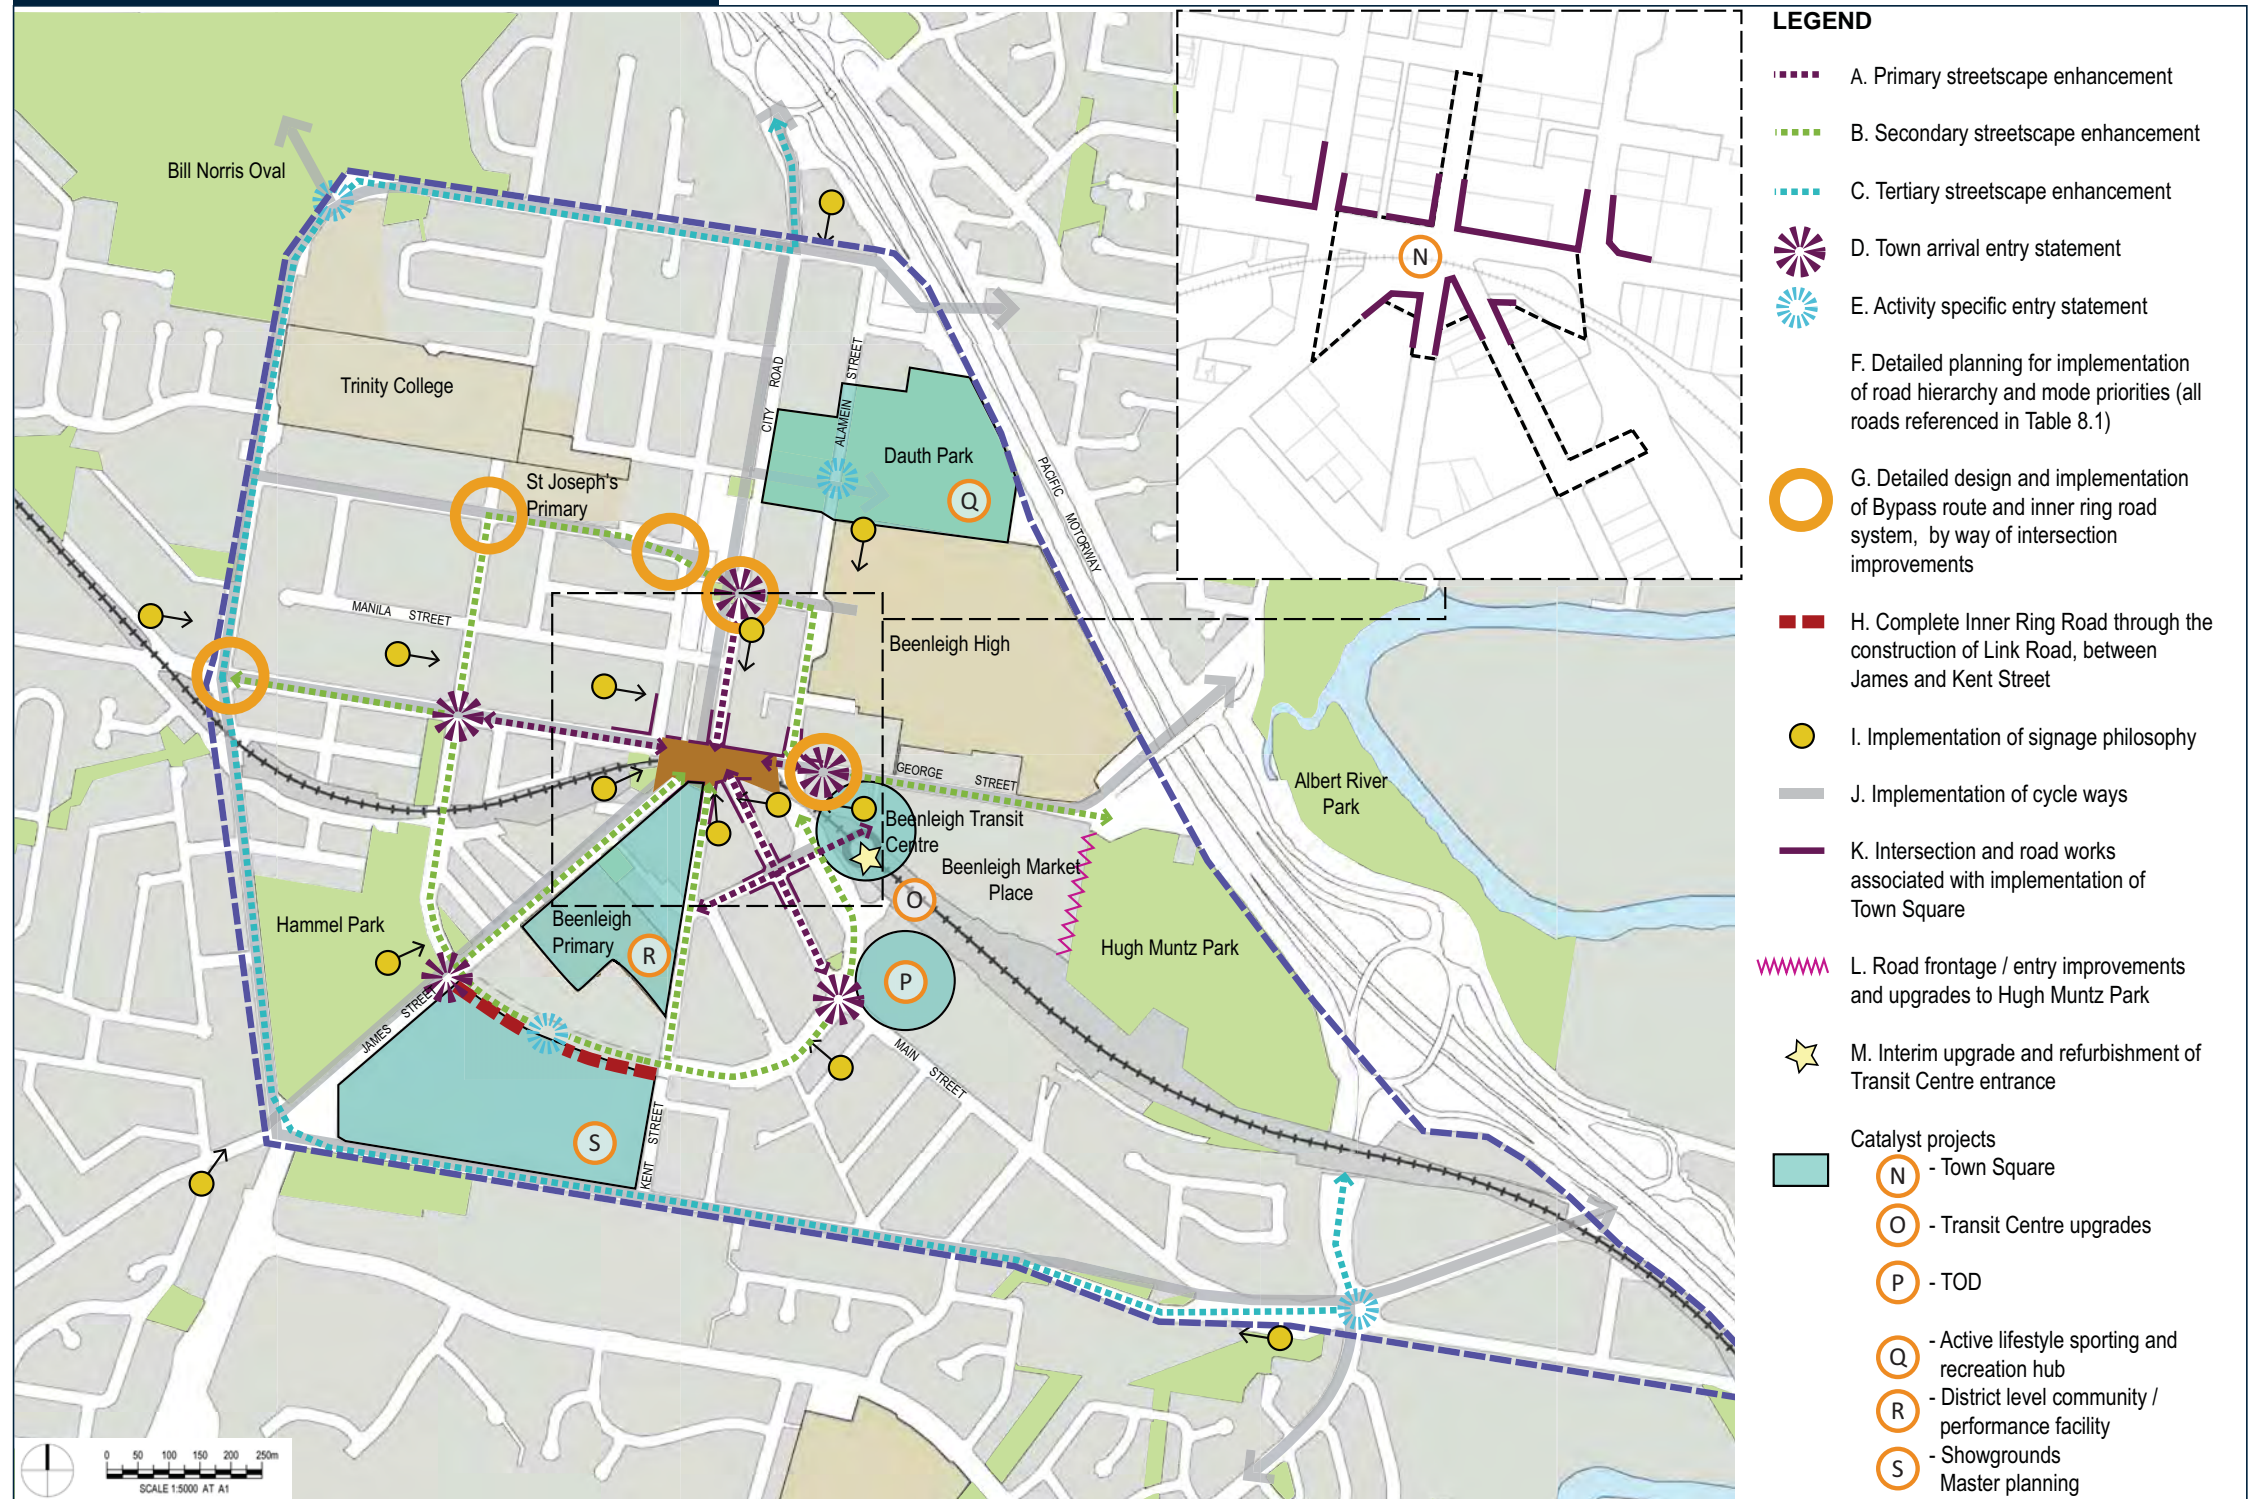 LEGEND
A. Primary streetscape enhancement
B. Secondary streetscape enhancement
C. Tertiary streetscape enhancement
D. Town arrival entry statement
E. Activity specific entry statement
F. Detailed planning for implementation
of road hierarchy and mode priorities (all
roads referenced in Table 8.1)
G. Detailed design and implementation
of Bypass route and inner ring road
system, by way of intersection
improvements
H. Complete Inner Ring Road through the
construction of Link Road, between
James and Kent Street
I. Implementation of signage philosophy
J. Implementation of cycle ways
K. Intersection and road works
associated with implementation of
Town Square
L. Road frontage / entry improvements
and upgrades to Hugh Muntz Park
M. Interim upgrade and refurbishment of
Transit Centre entrance
Catalyst projects
N - Town Square
O - Transit Centre upgrades
P - TOD
Q - Active lifestyle sporting and
recreation hub
R - District level community /
performance facility
S - Showgrounds
Master planning
Bill Norris Oval
Trinity College
St Joseph's
Primary
CITY ROAD
ALAMEIN STREET
Dauth Park
Q
PACIFIC MOTORWAY
N
MANILA STREET
Beenleigh High
GEORGE STREET
Beenleigh Transit
Centre
Beenleigh Market
Place
Albert River
Park
O
Hammel Park
Beenleigh
Primary
R
P
Hugh Muntz Park
JAMES STREET
MAIN STREET
KENT STREET
S
0 50 100 150 200 250m
SCALE 1:5000 AT A1